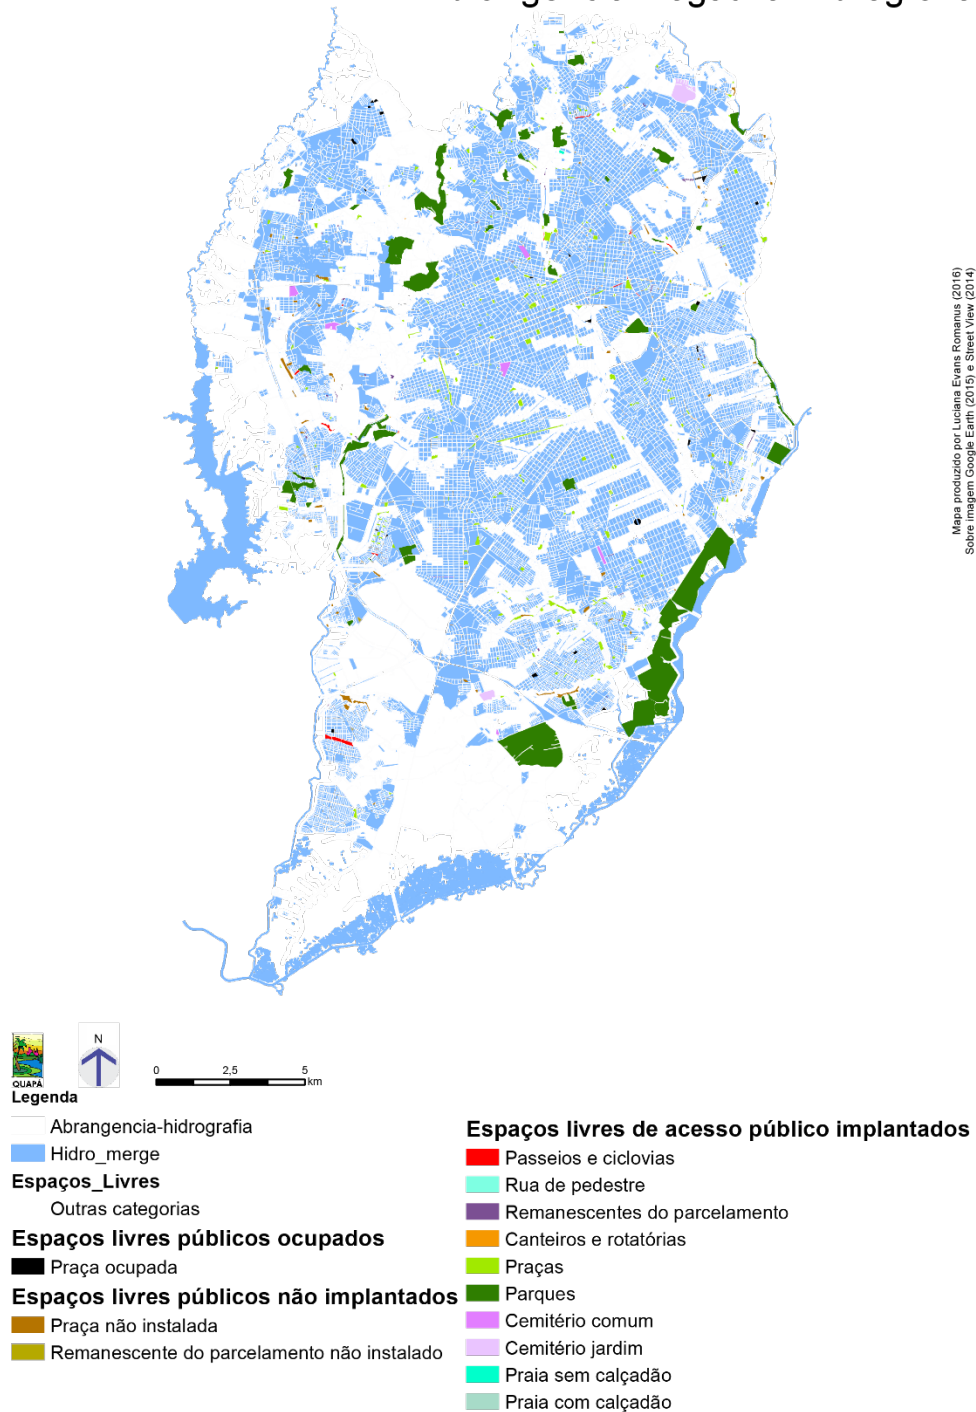 Mapa produzido por Luciana Evans Romanus (2016)
Sobre imagem Google Earth (2015) e Street View (2014)
N
0 2,5 5
km
QUAPÁ
Legenda
Abrangencia-hidrografia
Hidro_merge
Espaços_Livres
Outras categorias
Espaços livres públicos ocupados
Praça ocupada
Espaços livres públicos não implantados
Praça não instalada
Remanescente do parcelamento não instalado
Espaços livres de acesso público implantados
Passeios e ciclovias
Rua de pedestre
Remanescentes do parcelamento
Canteiros e rotatórias
Praças
Parques
Cemitério comum
Cemitério jardim
Praia sem calçadão
Praia com calçadão